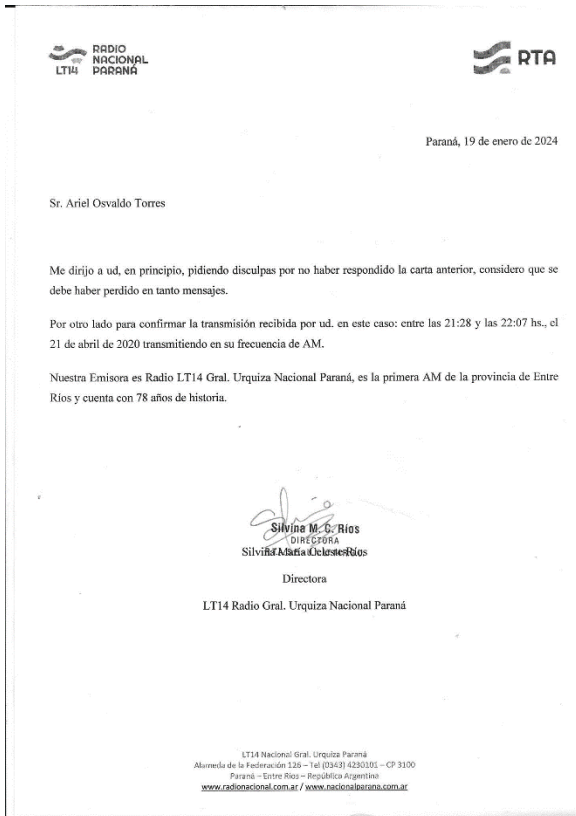 RADIO
NACIONAL
LT14 PARANÁ
RTA
Paraná, 19 de enero de 2024
Sr. Ariel Osvaldo Torres
Me dirijo a ud, en principio, pidiendo disculpas por no haber respondido la carta anterior, considero que se
debe haber perdido en tanto mensajes.
Por otro lado para confirmar la transmisión recibida por ud. en este caso: entre las 21:28 y las 22:07 hs., el
21 de abril de 2020 transmitiendo en su frecuencia de AM.
Nuestra Emisora es Radio LT14 Gral. Urquiza Nacional Paraná, es la primera AM de la provincia de Entre
Ríos y cuenta con 78 años de historia.
Silvina M. C. Ríos
DIRECTORA
Silvina María Celeste Ríos
Directora
LT14 Radio Gral. Urquiza Nacional Paraná
LT14 Nacional Gral. Urquiza Paraná
Alameda de la Federación 126 – Tel (0343) 4230101 – CP 3100
Paraná – Entre Ríos – República Argentina
www.radionacional.com.ar / www.nacionalparana.com.ar